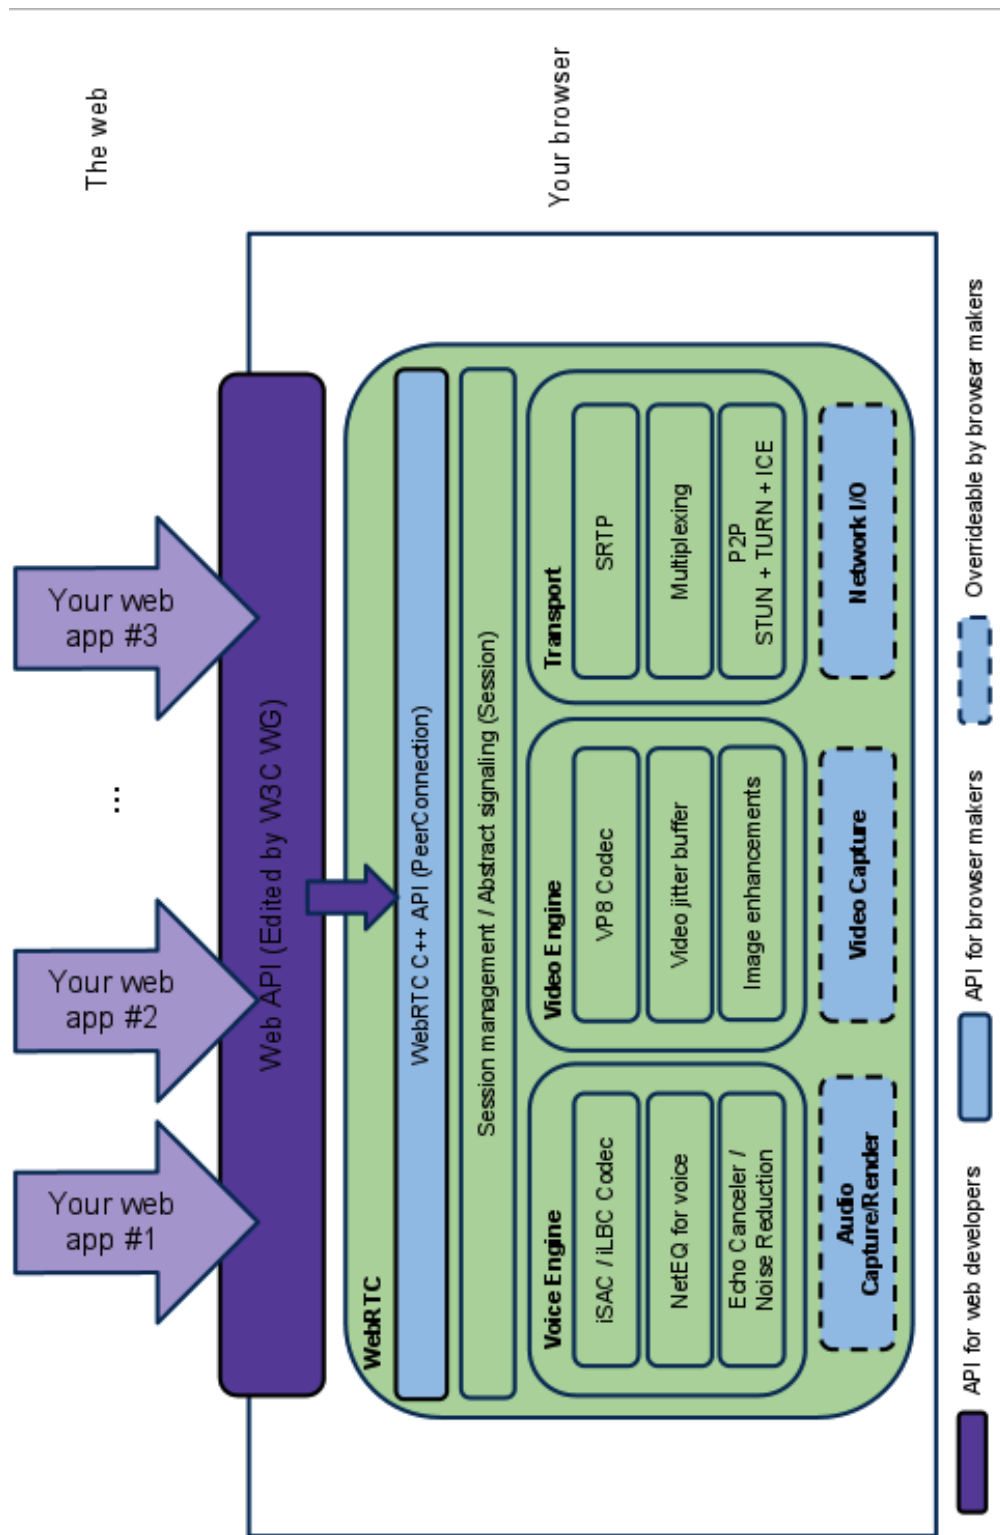 The web
Your web
app #1
Your web
app #2
...
Your web
app #3
Your browser
Web API (Edited by W3C WG)
WebRTC
WebRTC C++ API (PeerConnection)
Session management / Abstract signaling (Session)
Voice Engine
iSAC / iLBC Codec
NetEQ for voice
Echo Canceler /
Noise Reduction
Audio
Capture/Render
Video Engine
VP8 Codec
Video jitter buffer
Image enhancements
Video Capture
Transport
SRTP
Multiplexing
P2P
STUN + TURN + ICE
Network I/O
API for web developers
API for browser makers
Overrideable by browser makers